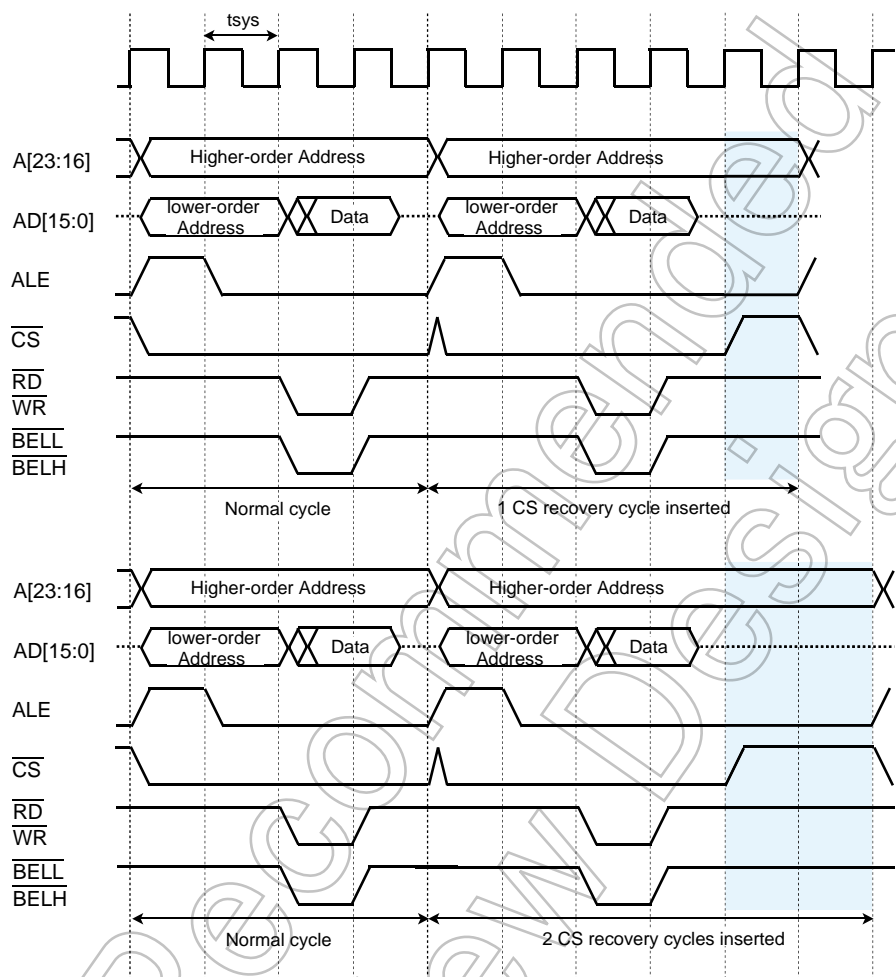 tsys
A[23:16]
Higher-order Address
Higher-order Address
AD[15:0]
lower-order
Address
Data
lower-order
Address
Data
ALE
CS
RD
WR
BELL
BELH
Normal cycle
1 CS recovery cycle inserted
A[23:16]
Higher-order Address
Higher-order Address
AD[15:0]
lower-order
Address
Data
lower-order
Address
Data
ALE
CS
RD
WR
BELL
BELH
Normal cycle
2 CS recovery cycles inserted
Recommended
Design